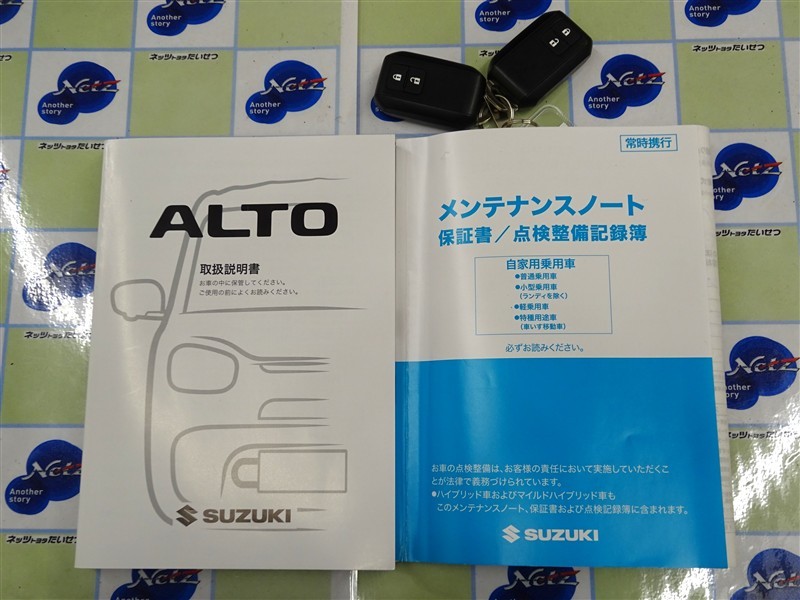 ALTO
取扱説明書
お車の中に保管してください。
ご使用の前によくお読みください。
SUZUKI
常時携行
メンテナンスノート
保証書／点検整備記録簿
自家用乗用車
●普通乗用車
●小型乗用車
(ランディを除く)
●軽乗用車
●特種用途車
(車いす移動車)
必ずお読みください。
お車の点検整備は、お客様の責任において実施していただくこ
とが法律で義務づけられています。
●ハイブリッド車およびマイルドハイブリッド車も
このメンテナンスノート、保証書および点検記録簿に含まれます。
SUZUKI
Netz
Another
story
ネッツトヨタたいせつ